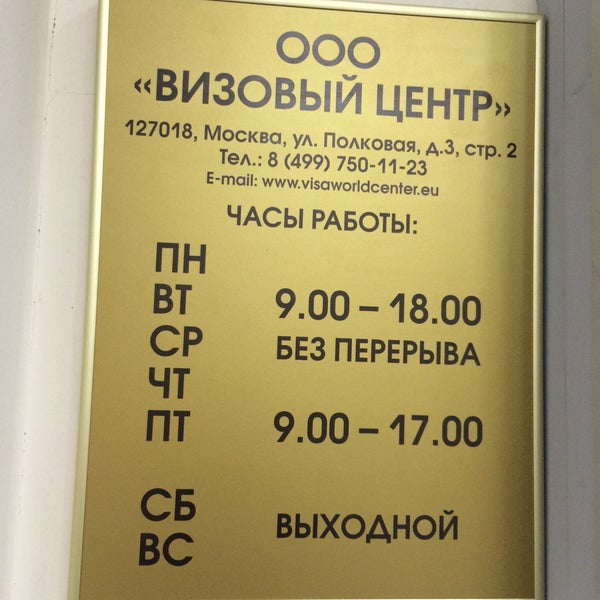 ООО
«ВИЗОВЫЙ ЦЕНТР»
127018, Москва, ул. Полковая, д.3, стр. 2
Тел.: 8 (499) 750-11-23
E-mail: www.visaworldcenter.eu
ЧАСЫ РАБОТЫ:
ПН
ВТ 9.00 – 18.00
СР БЕЗ ПЕРЕРЫВА
ЧТ
ПТ 9.00 – 17.00
СБ
ВЫХОДНОЙ
ВС